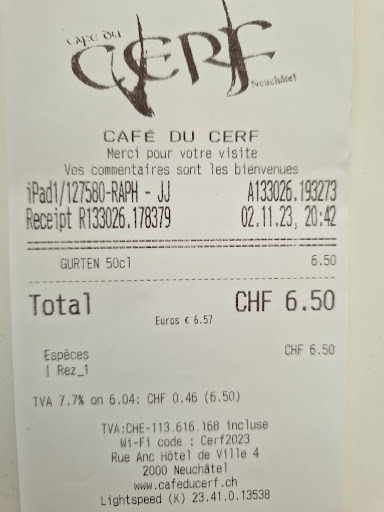 CAFÉ DU
CERF
Neuchâtel
CAFÉ DU CERF
Merci pour votre visite
Vos commentaires sont les bienvenues
iPad1/127580-RAPH - JJ A133026.193273
Receipt R133026.178379 02.11.23, 20:42
GURTEN 50cl 6.50
Total CHF 6.50
Euros € 6.57
Espèces CHF 6.50
| Rez_1
TVA 7.7% on 6.04: CHF 0.46 (6.50)
TVA:CHE-113.616.168 incluse
Wi-Fi code : Cerf2023
Rue Anc Hôtel de Ville 4
2000 Neuchâtel
www.cafeducerf.ch
Lightspeed (K) 23.41.0.13538